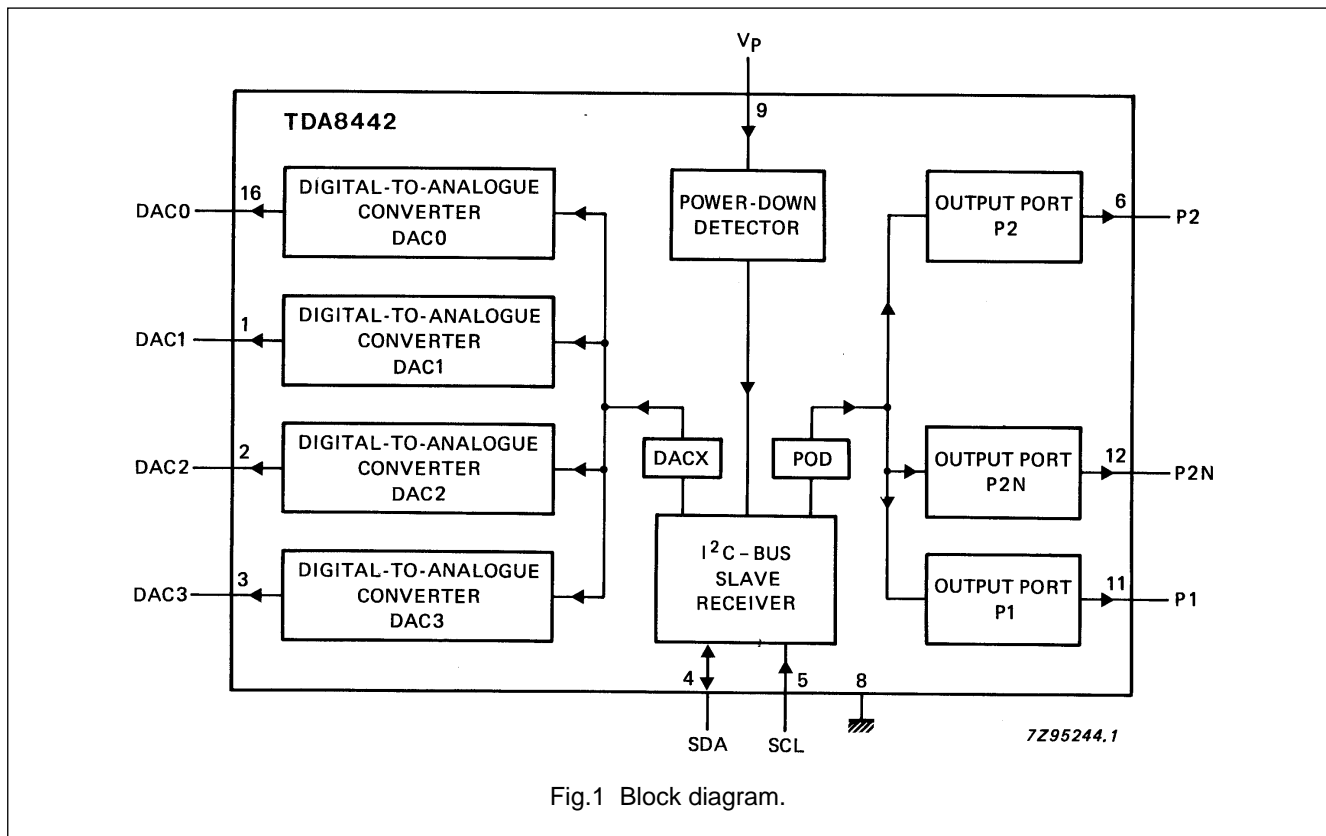 VP
9
TDA8442
DIGITAL-TO-ANALOGUE
CONVERTER
DAC0
16
DAC0
POWER-DOWN
DETECTOR
OUTPUT PORT
P2
6
P2
DIGITAL-TO-ANALOGUE
CONVERTER
DAC1
1
DAC1
DIGITAL-TO-ANALOGUE
CONVERTER
DAC2
2
DAC2
DACX
POD
OUTPUT PORT
P2N
12
P2N
DIGITAL-TO-ANALOGUE
CONVERTER
DAC3
3
DAC3
I²C-BUS
SLAVE
RECEIVER
OUTPUT PORT
P1
11
P1
4
5
8
SDA
SCL
7Z95244.1
Fig.1 Block diagram.